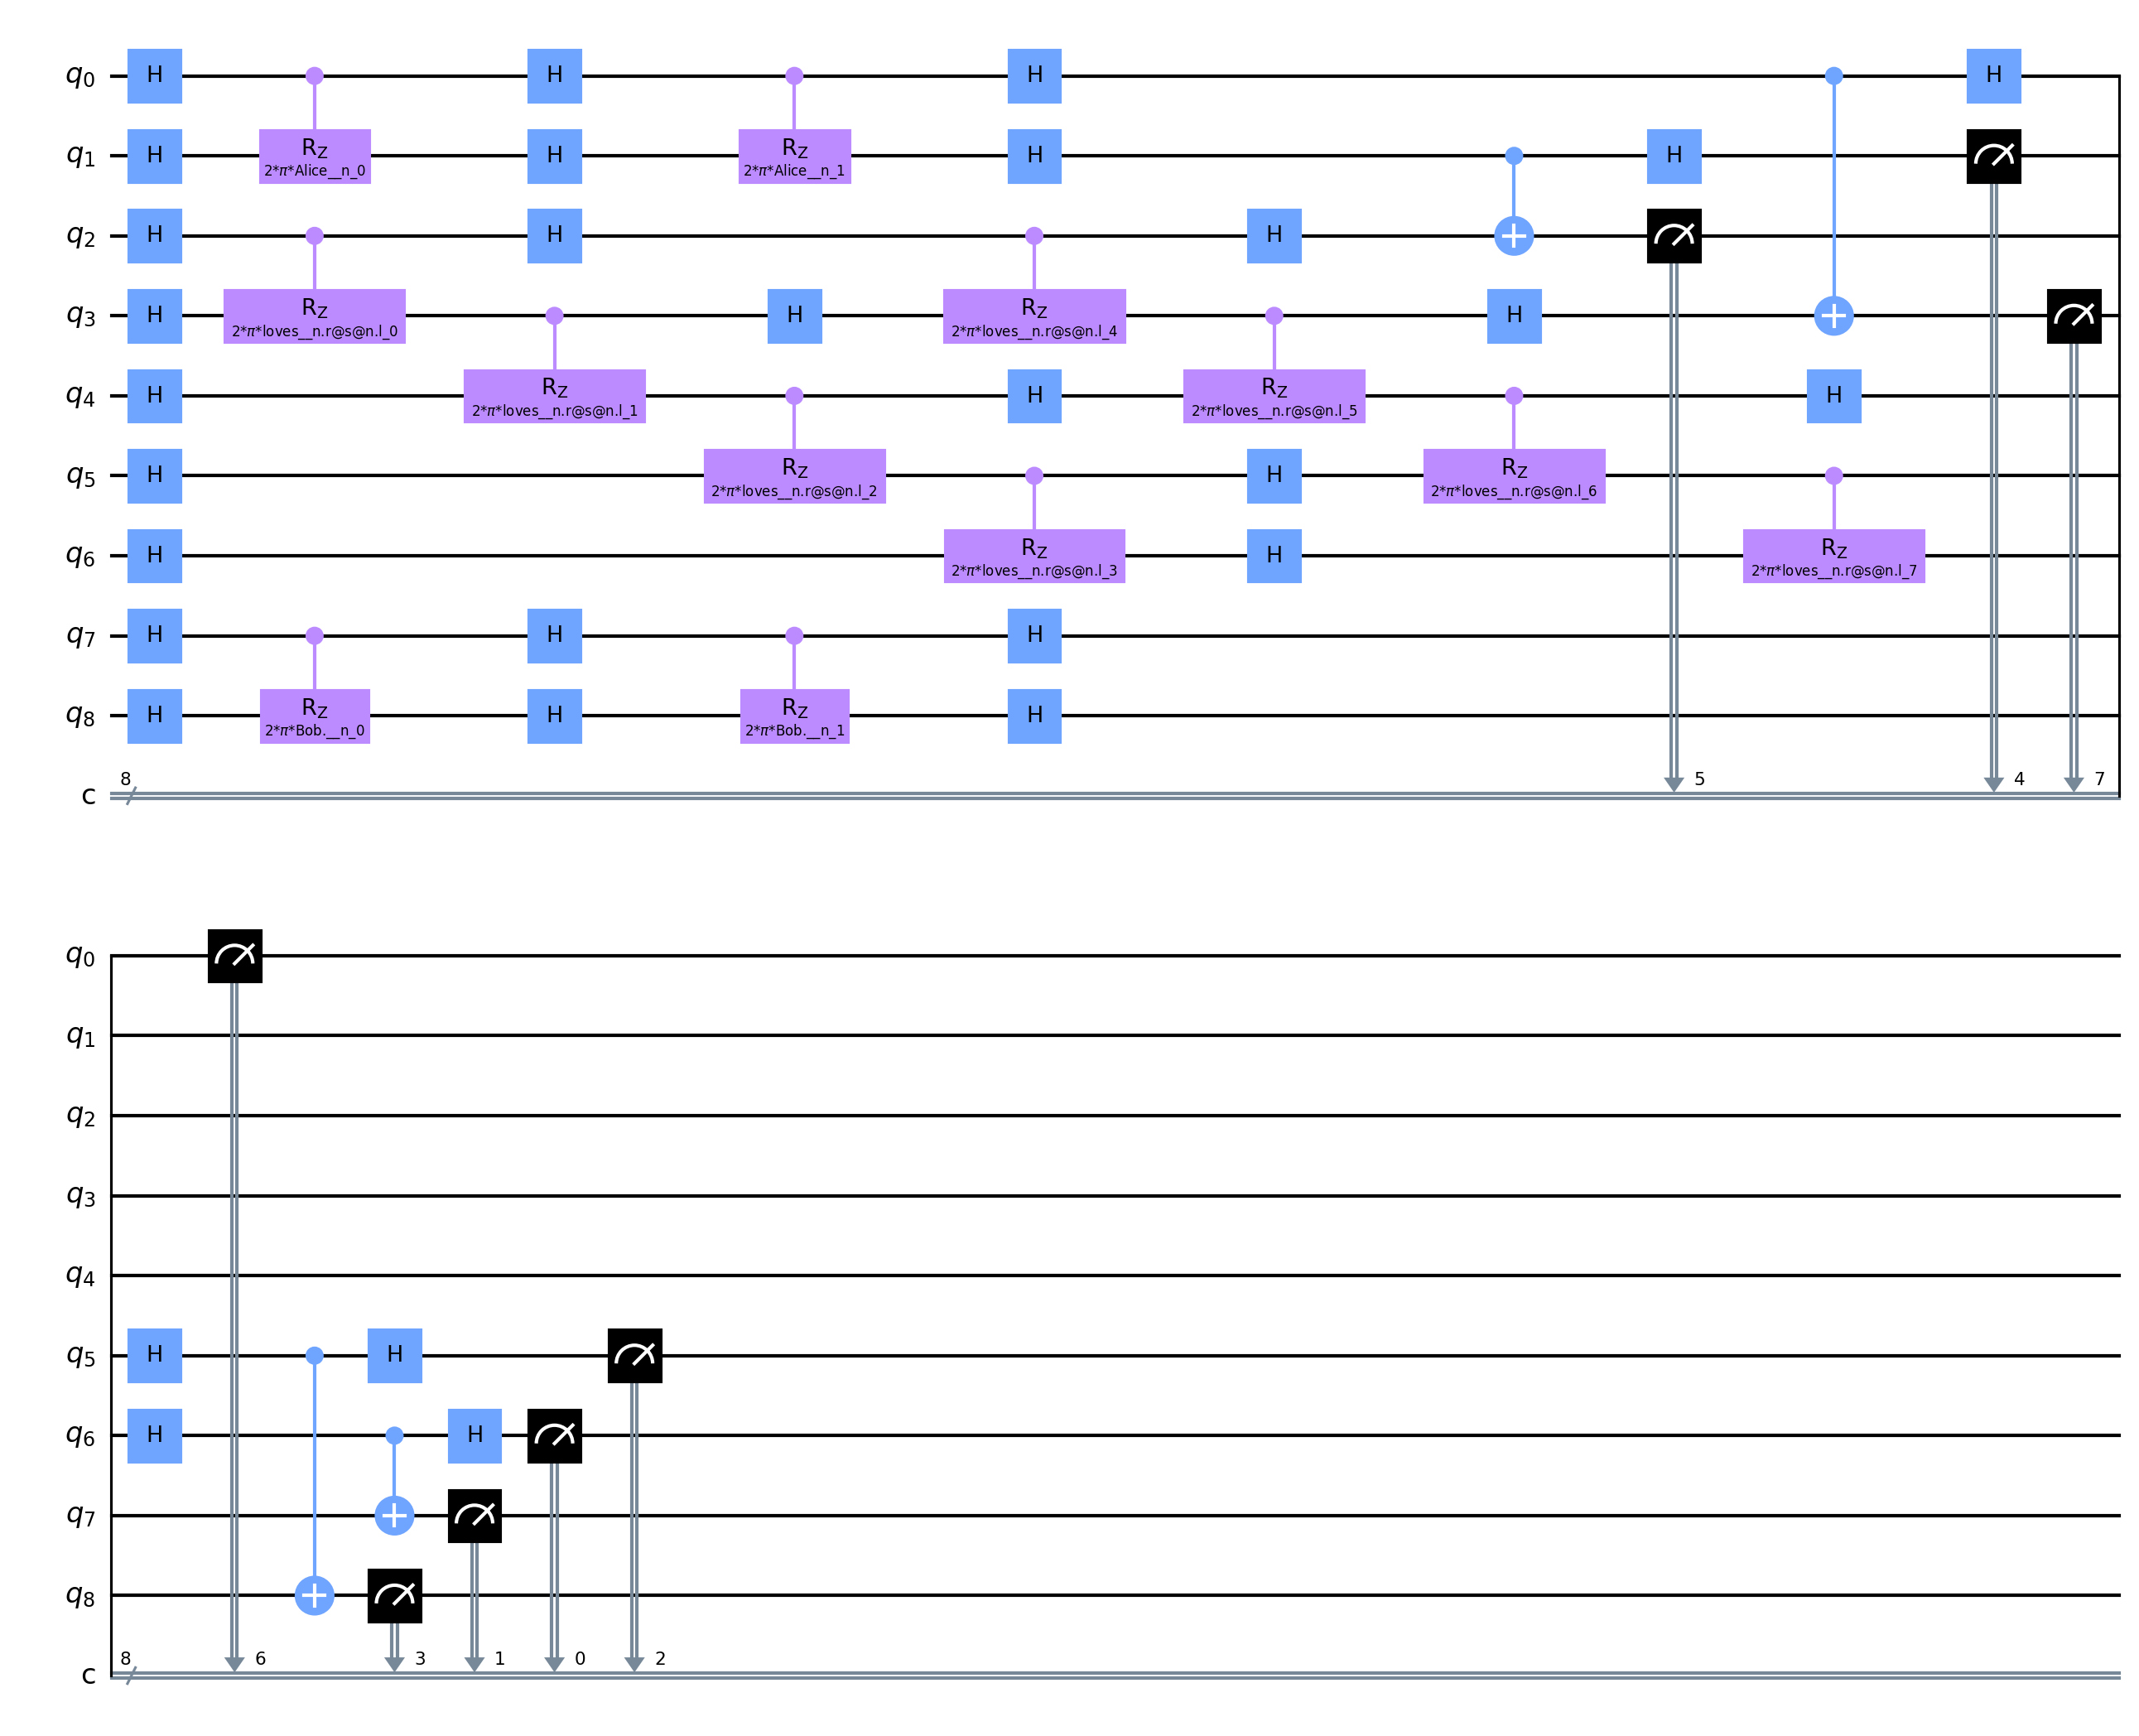 q0 H H H H
q1 H RZ H RZ H H
2*π*Alice__n_0 2*π*Alice__n_1
q2 H H H
q3 H RZ H RZ H
2*π*loves__n.r@s@n.l_0 2*π*loves__n.r@s@n.l_4
q4 H RZ H RZ H
2*π*loves__n.r@s@n.l_1 2*π*loves__n.r@s@n.l_5
q5 H RZ H RZ
2*π*loves__n.r@s@n.l_2 2*π*loves__n.r@s@n.l_6
q6 H RZ H RZ
2*π*loves__n.r@s@n.l_3 2*π*loves__n.r@s@n.l_7
q7 H H H
q8 H RZ H RZ H
2*π*Bob.__n_0 2*π*Bob.__n_1
8 5 4 7
c
q0
q1
q2
q3
q4
q5 H H
q6 H H
q7
q8
8 6 3 1 0 2
c